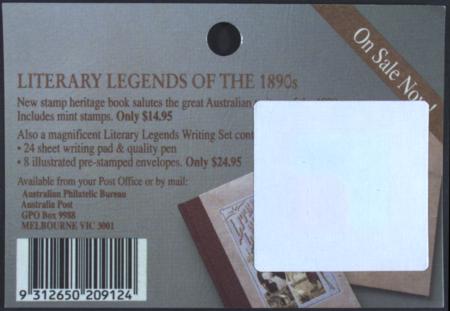 On Sale Now!
LITERARY LEGENDS OF THE 1890s
New stamp heritage book salutes the great Australian
Includes mint stamps. Only $14.95
Also a magnificent Literary Legends Writing Set
• 24 sheet writing pad & quality pen
• 8 illustrated pre-stamped envelopes. Only $24.95
Available from your Post Office or by mail:
Australian Philatelic Bureau
Australia Post
GPO Box 9988
MELBOURNE VIC 3001
9 312650 209124